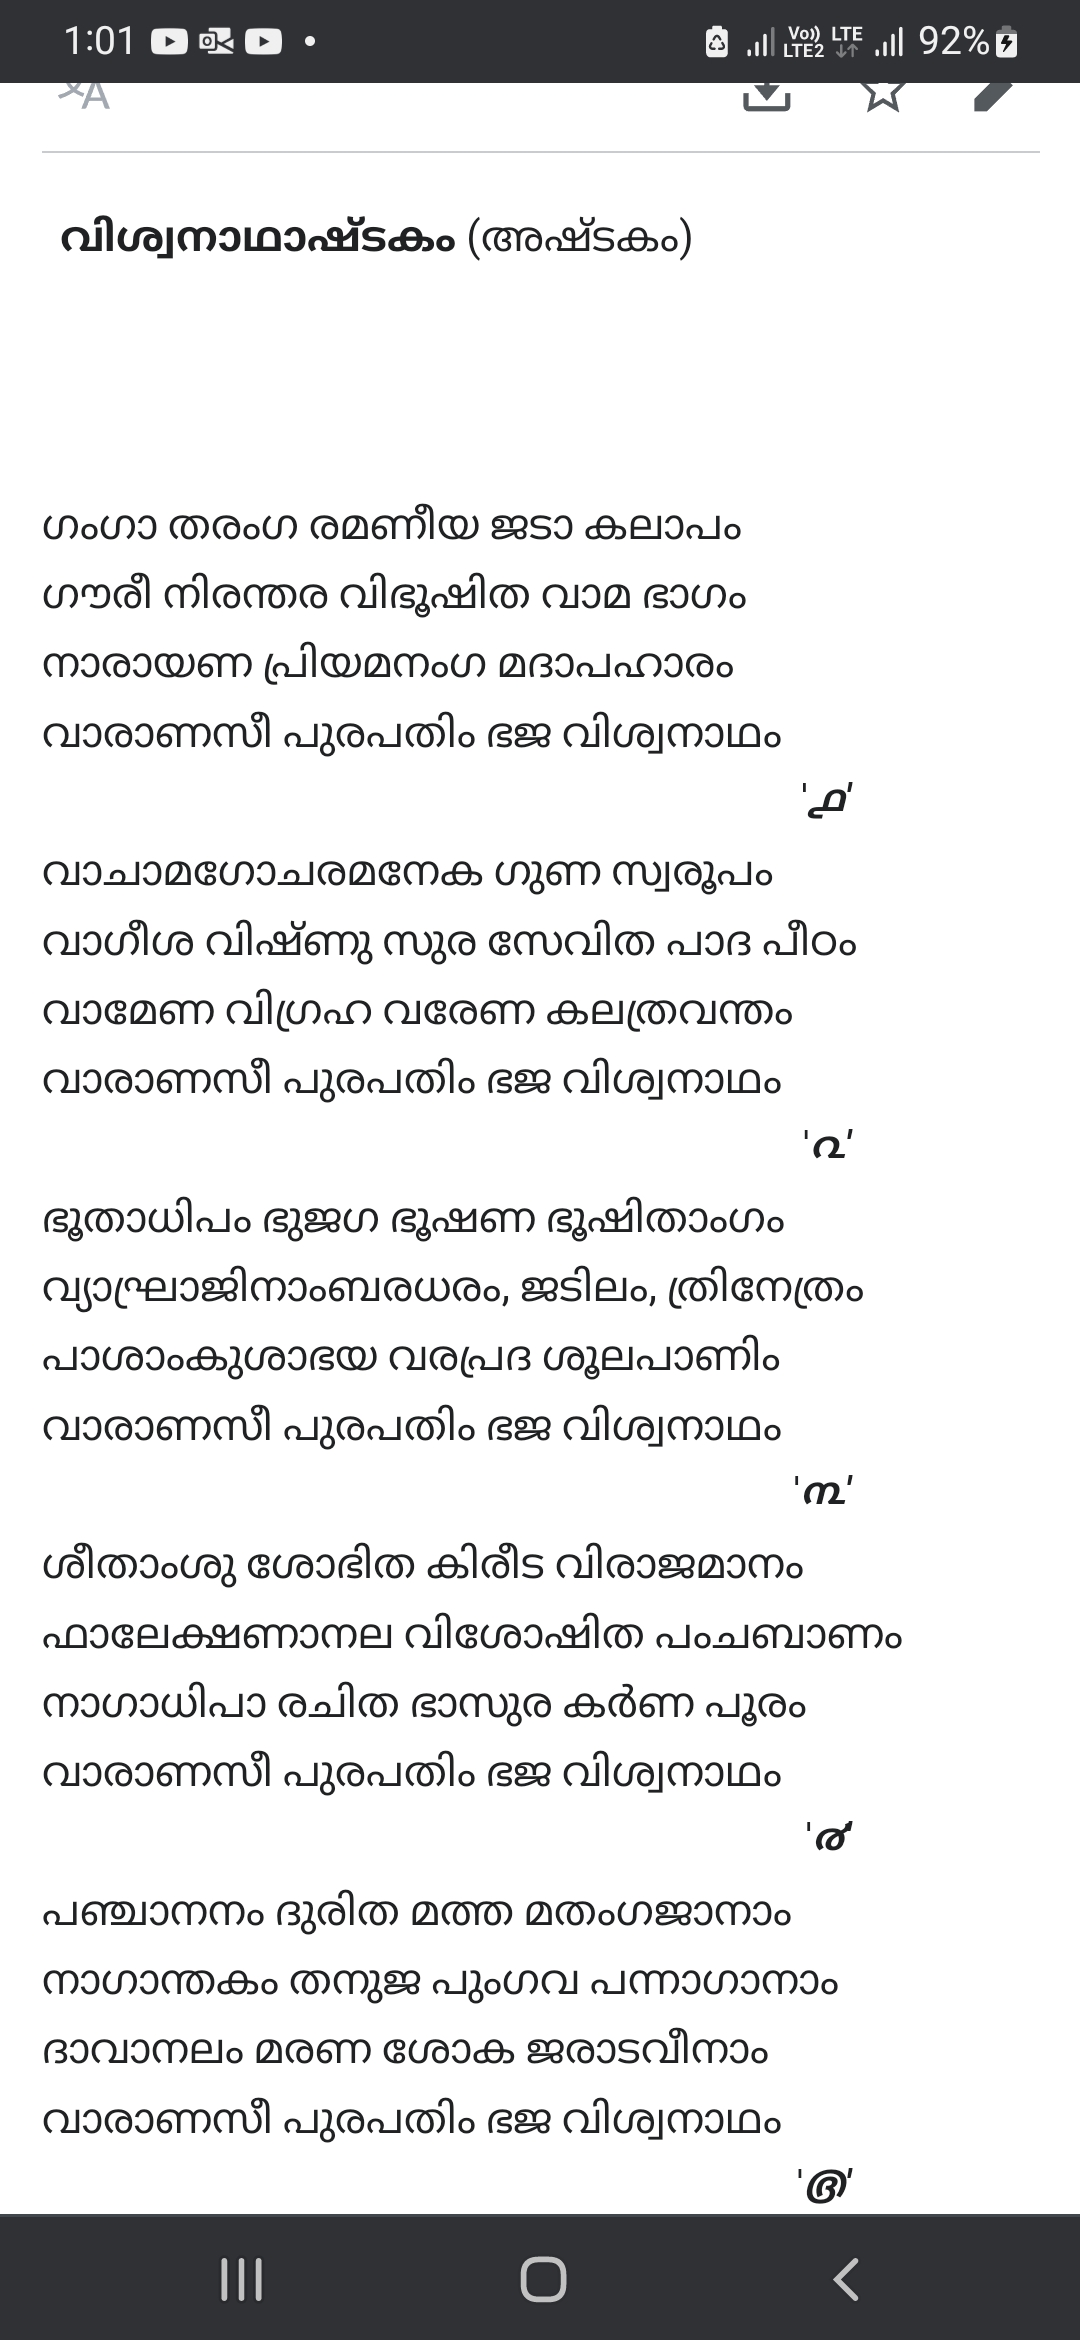 1:01
Vo)) LTE2 LTE 92%
വിശ്വനാഥാഷ്ടകം (അഷ്ടകം)
ഗംഗാ തരംഗ രമണീയ ജടാ കലാപം
ഗൗരീ നിരന്തര വിഭൂഷിത വാമ ഭാഗം
നാരായണ പ്രിയമനംഗ മദാപഹാരം
വാരാണസീ പുരപതിം ഭജ വിശ്വനാഥം
'൧'
വാചാമഗോചരമനേക ഗുണ സ്വരൂപം
വാഗീശ വിഷ്ണു സുര സേവിത പാദ പീഠം
വാമേണ വിഗ്രഹ വരേണ കലത്രവന്തം
വാരാണസീ പുരപതിം ഭജ വിശ്വനാഥം
'൨'
ഭൂതാധിപം ഭുജഗ ഭൂഷണ ഭൂഷിതാംഗം
വ്യാഘ്രാജിനാംബരധരം, ജടിലം, ത്രിനേത്രം
പാശാംകുശാഭയ വരപ്രദ ശൂലപാണിം
വാരാണസീ പുരപതിം ഭജ വിശ്വനാഥം
'൩'
ശീതാംശു ശോഭിത കിരീട വിരാജമാനം
ഫാലേക്ഷണാനല വിശോഷിത പംചബാണം
നാഗാധിപാ രചിത ഭാസുര കർണ പൂരം
വാരാണസീ പുരപതിം ഭജ വിശ്വനാഥം
'൪'
പഞ്ചാനനം ദുരിത മത്ത മതംഗജാനാം
നാഗാന്തകം തനുജ പുംഗവ പന്നാഗാനാം
ദാവാനലം മരണ ശോക ജരാടവീനാം
വാരാണസീ പുരപതിം ഭജ വിശ്വനാഥം
'൫'